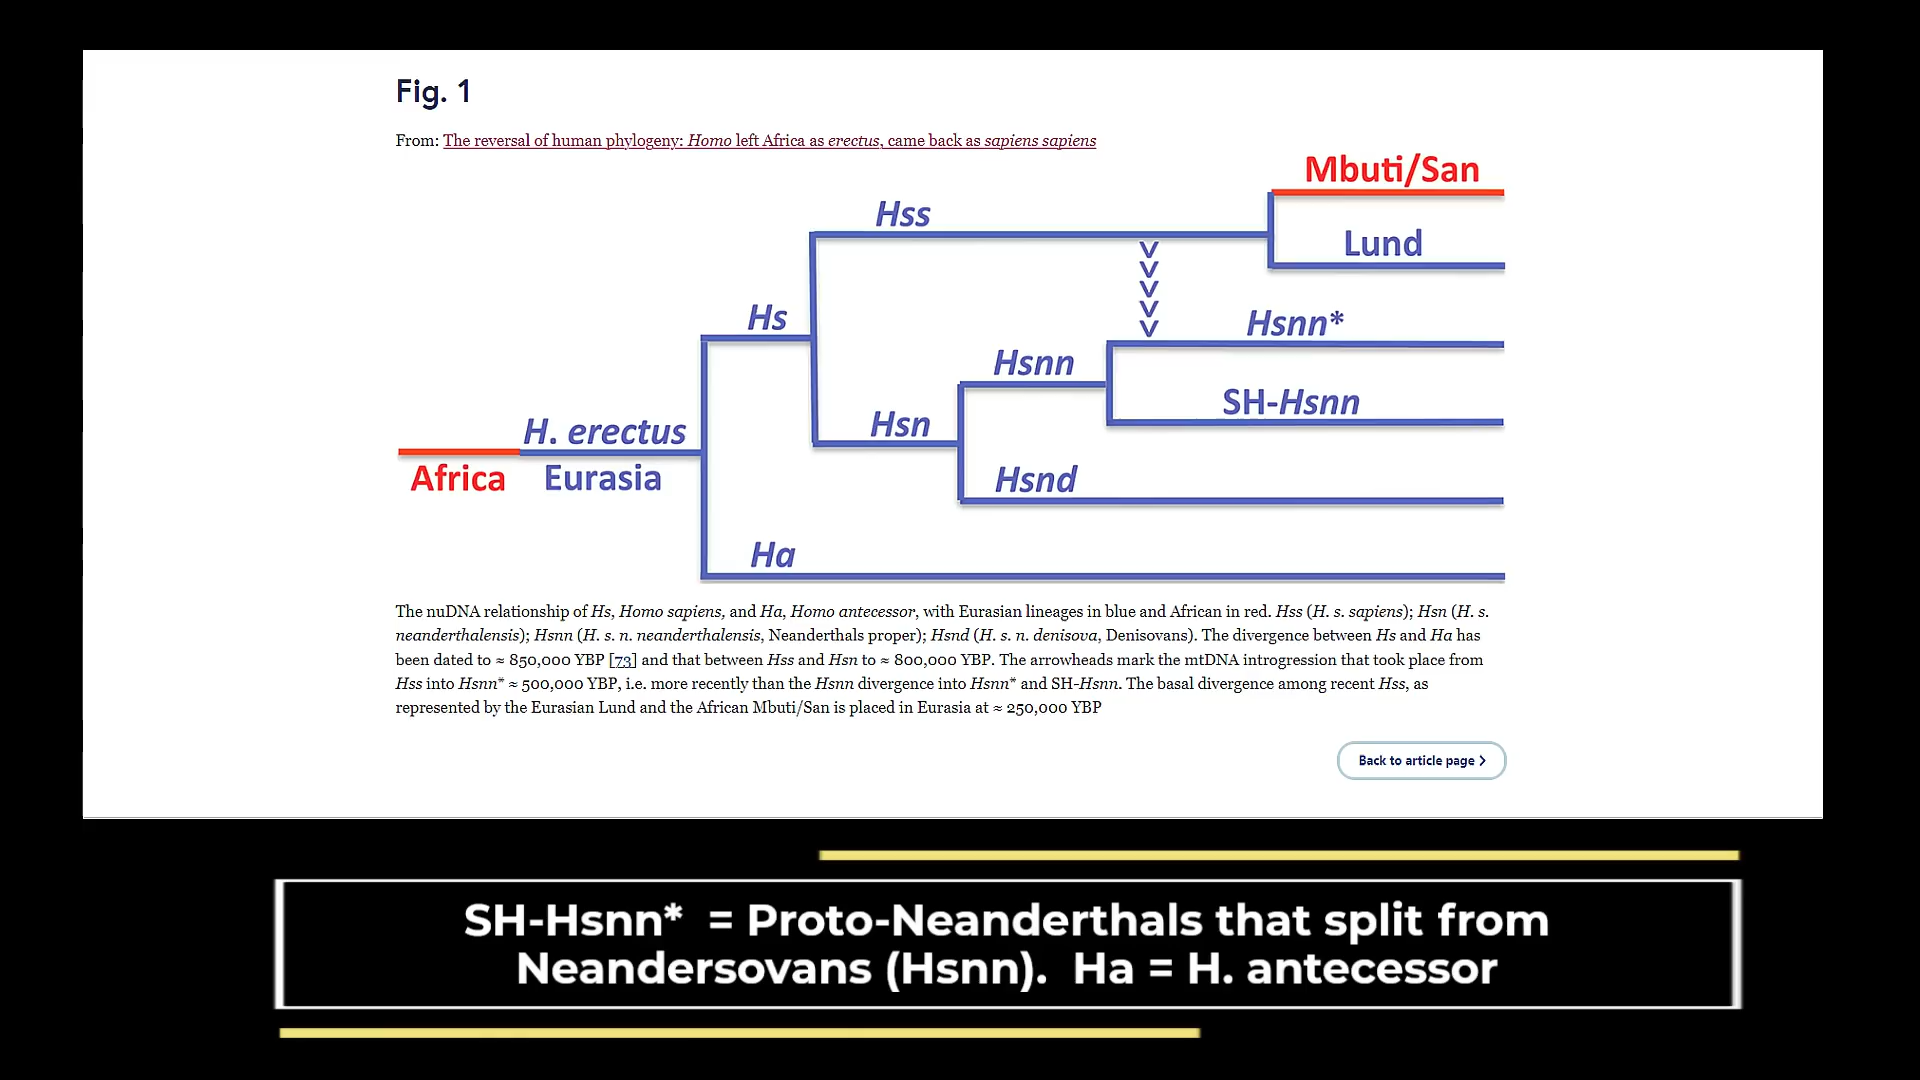 Fig. 1
From: The reversal of human phylogeny: Homo left Africa as erectus, came back as sapiens sapiens
Mbuti/San
Hss
Lund
Hs
Hsnn*
Hsnn
SH-Hsnn
Hsn
H. erectus
Africa
Eurasia
Hsnd
Ha
The nuDNA relationship of Hs, Homo sapiens, and Ha, Homo antecessor, with Eurasian lineages in blue and African in red. Hss (H. s. sapiens); Hsn (H. s.
neanderthalensis); Hsnn (H. s. n. neanderthalensis, Neanderthals proper); Hsnd (H. s. n. denisova, Denisovans). The divergence between Hs and Ha has
been dated to ≈ 850,000 YBP [73] and that between Hss and Hsn to ≈ 800,000 YBP. The arrowheads mark the mtDNA introgression that took place from
Hss into Hsnn* ≈ 500,000 YBP, i.e. more recently than the Hsnn divergence into Hsnn* and SH-Hsnn. The basal divergence among recent Hss, as
represented by the Eurasian Lund and the African Mbuti/San is placed in Eurasia at ≈ 250,000 YBP
Back to article page >
SH-Hsnn* = Proto-Neanderthals that split from
Neandersovans (Hsnn). Ha = H. antecessor